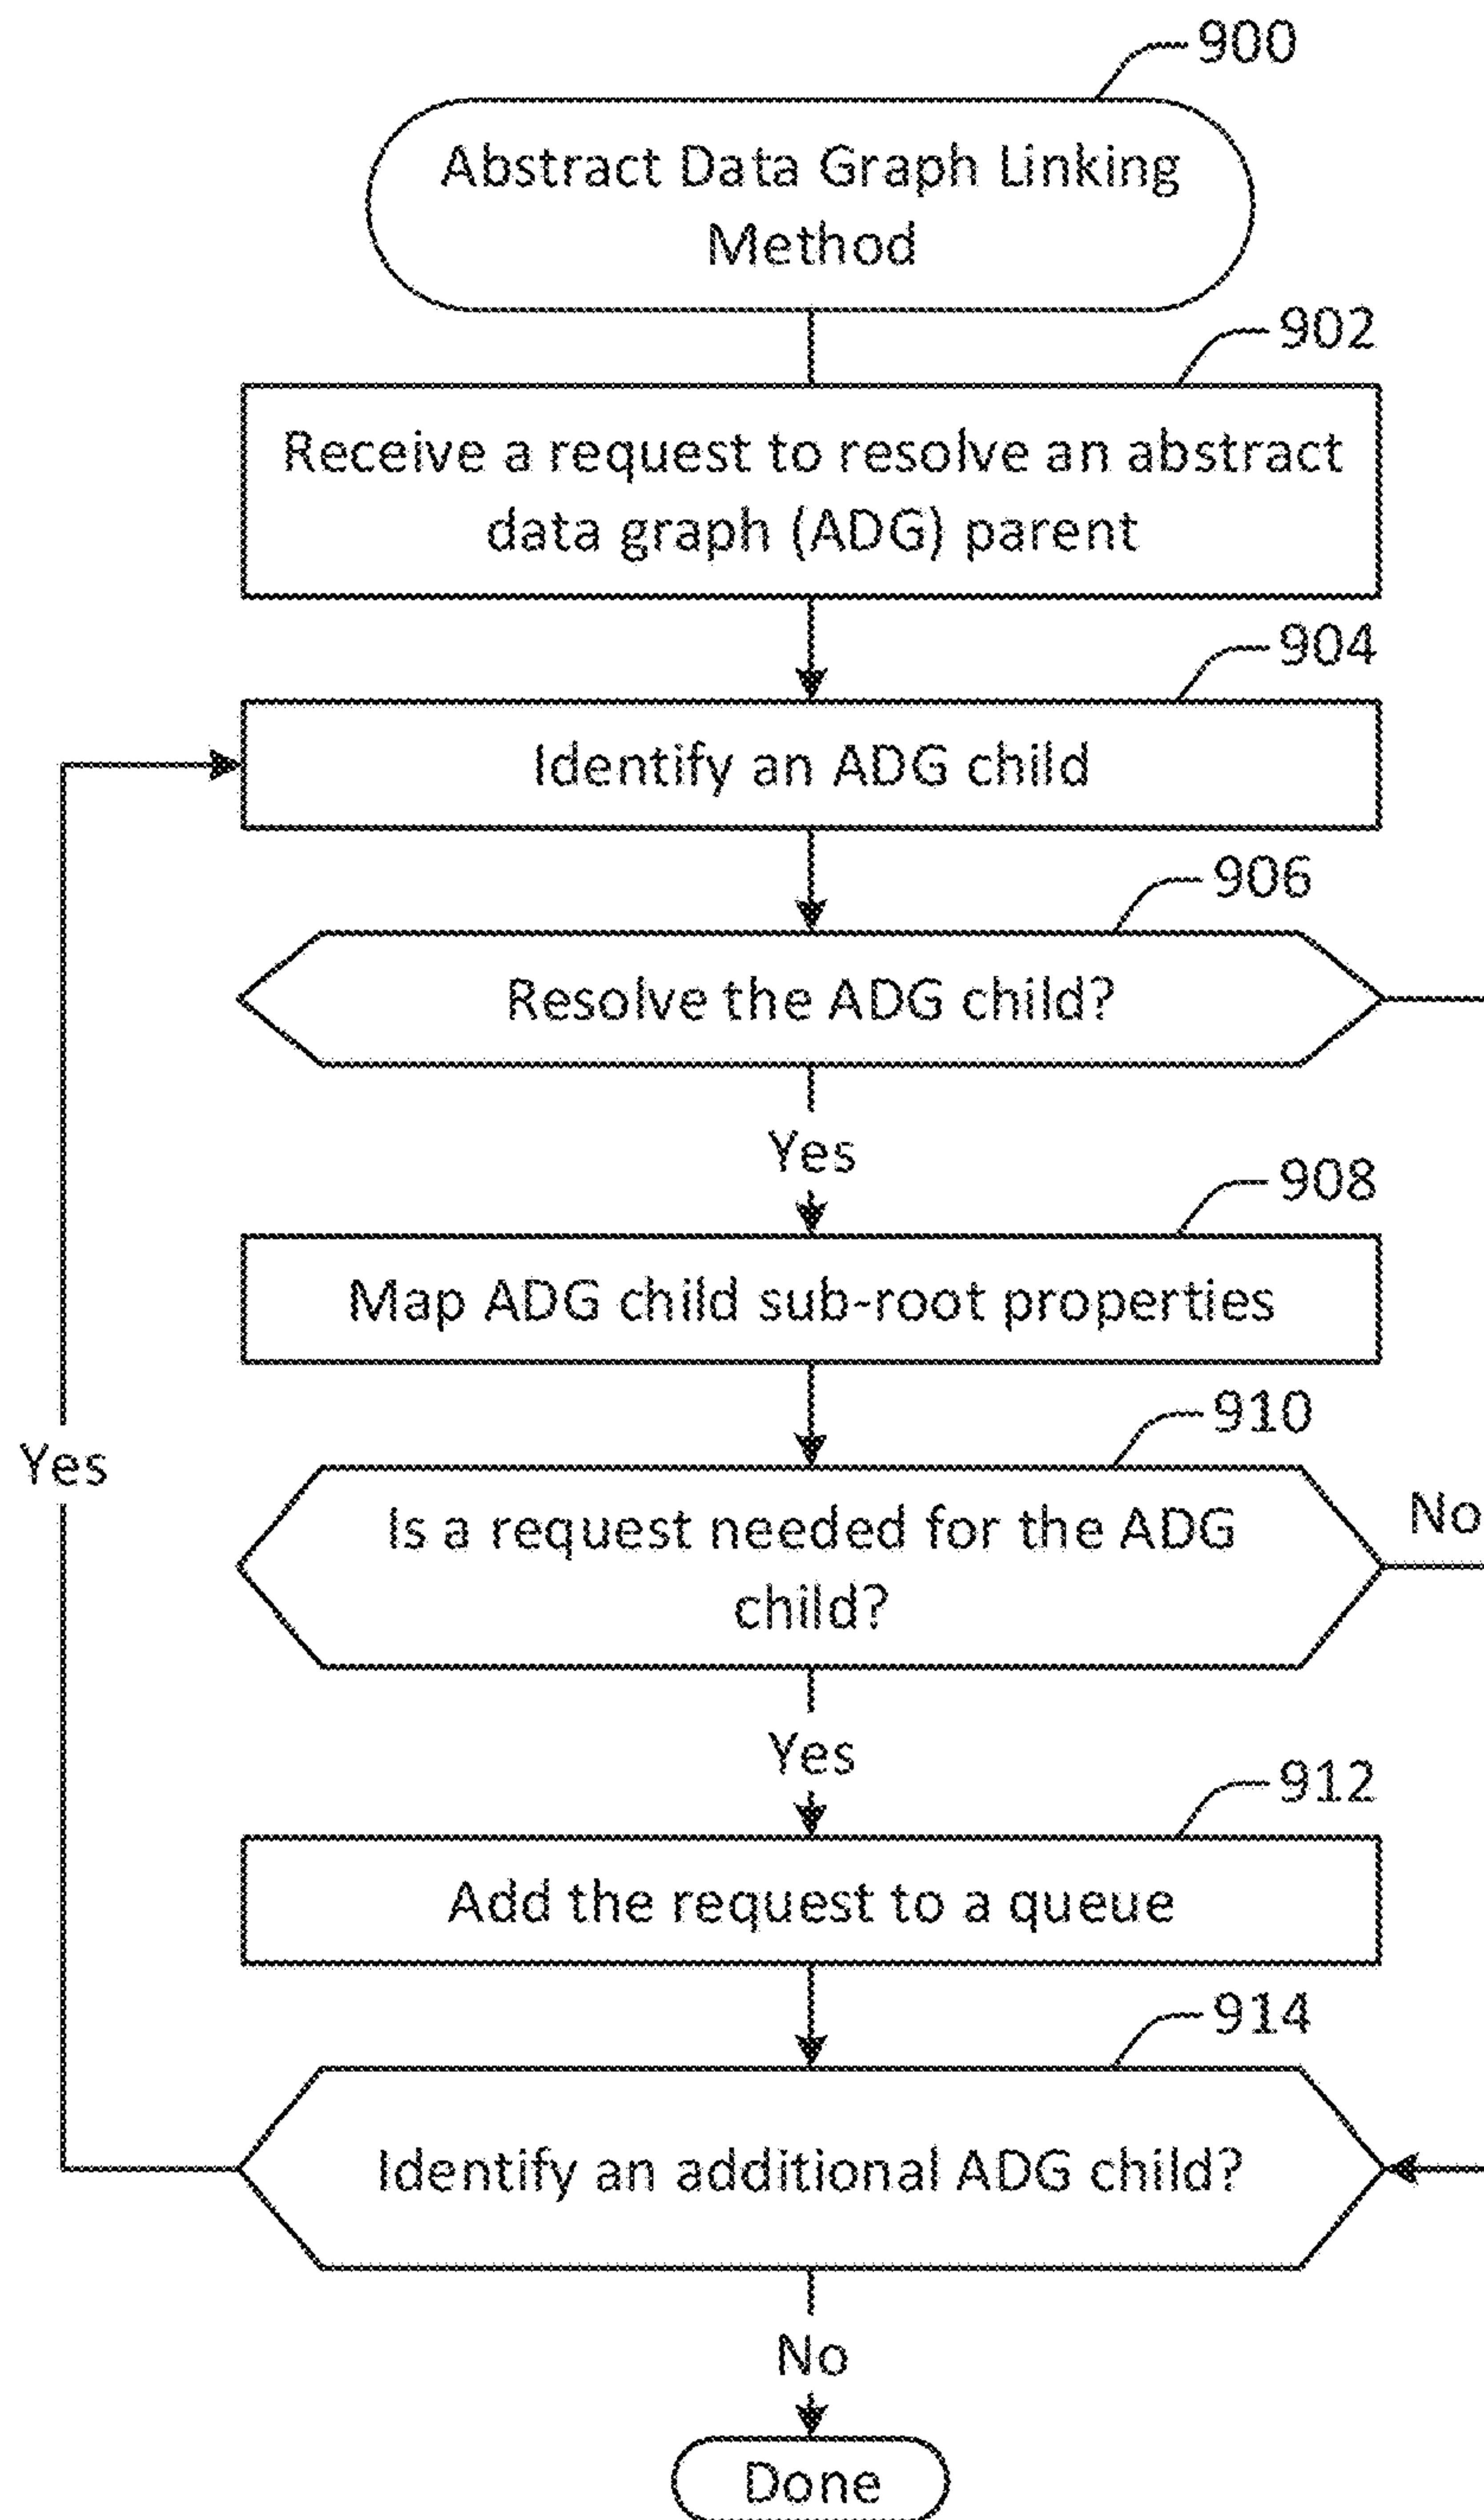 900
Abstract Data Graph Linking
Method
902
Receive a request to resolve an abstract
data graph (ADG) parent
904
Identify an ADG child
906
Resolve the ADG child?
Yes
908
Map ADG child sub-root properties
910
Yes
Is a request needed for the ADG
child?
No
Yes
912
Add the request to a queue
914
Identify an additional ADG child?
No
Done